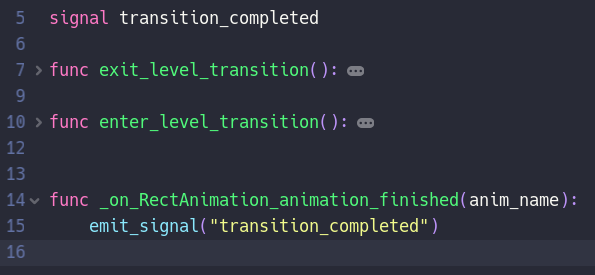 5 signal transition_completed
6
7 func exit_level_transition():
9
10 func enter_level_transition():
12
13
14 func _on_RectAnimation_animation_finished(anim_name):
15 emit_signal("transition_completed")
16